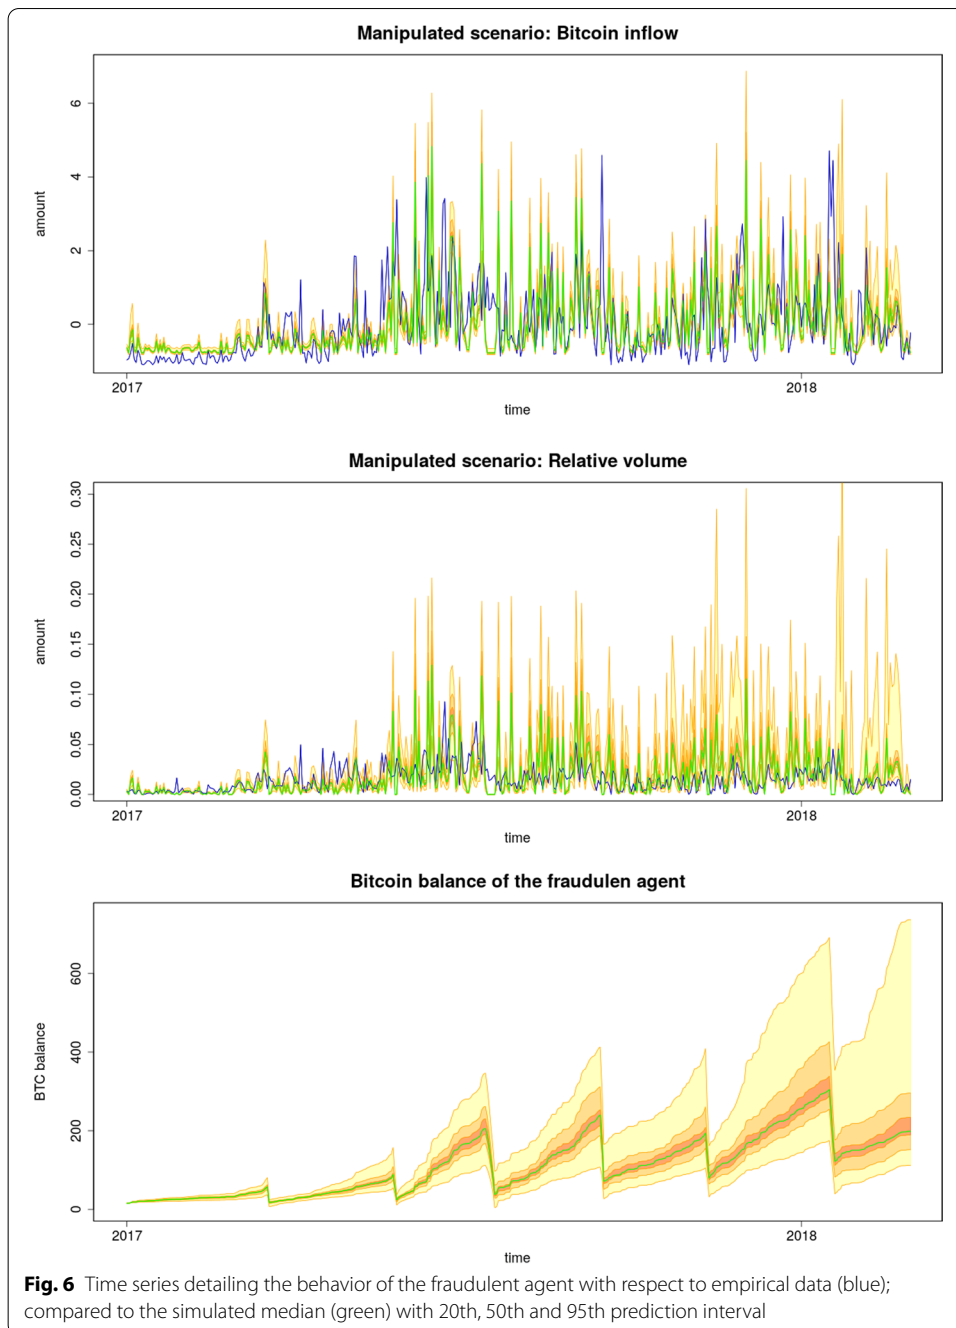 Manipulated scenario: Bitcoin inflow
amount
6
4
2
0
2017
2018
time
Manipulated scenario: Relative volume
amount
0.30
0.25
0.20
0.15
0.10
0.05
0.00
2017
2018
time
Bitcoin balance of the fraudulen agent
BTC balance
600
400
200
0
2017
2018
time
Fig. 6 Time series detailing the behavior of the fraudulent agent with respect to empirical data (blue);
compared to the simulated median (green) with 20th, 50th and 95th prediction interval